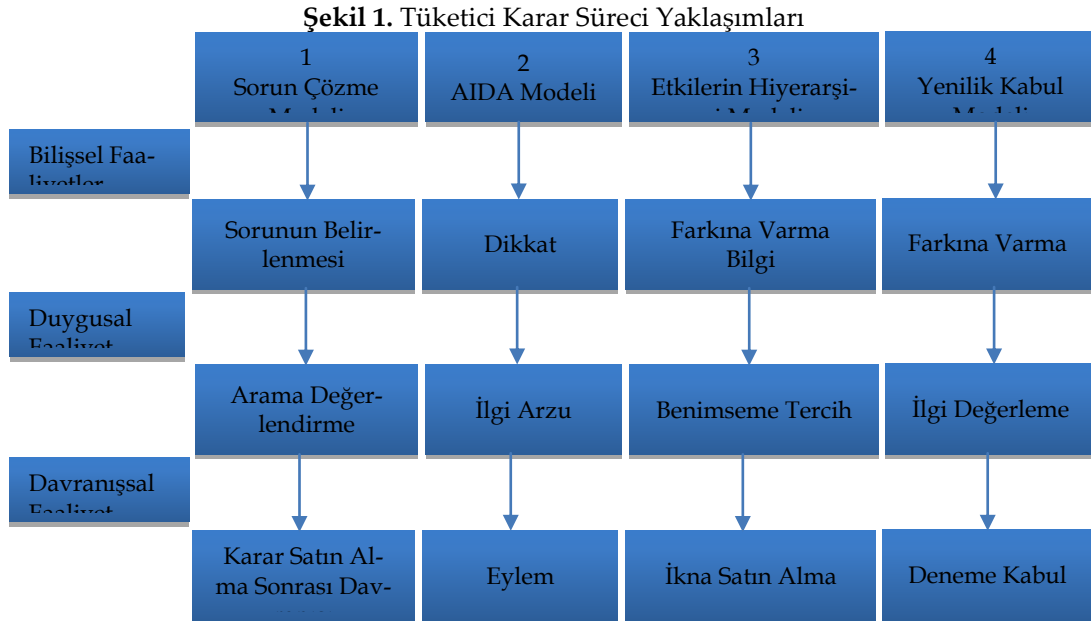 Şekil 1. Tüketici Karar Süreci Yaklaşımları
1
Sorun Çözme
2
AIDA Modeli
3
Etkilerin Hiyerarşi-
4
Yenilik Kabul
Bilişsel Faa-
Sorunun Belir-
lenmesi
Dikkat
Farkına Varma
Bilgi
Farkına Varma
Duygusal
Arama Değer-
lendirme
İlgi Arzu
Benimseme Tercih
İlgi Değerleme
Davranışsal
Karar Satın Al-
ma Sonrası Dav-
Eylem
İkna Satın Alma
Deneme Kabul